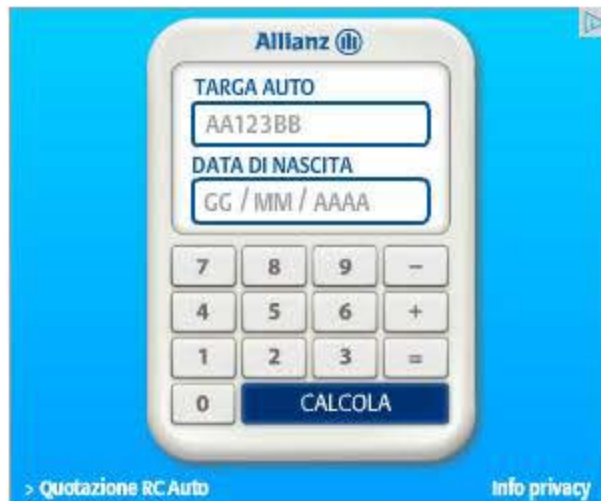 Allianz
TARGA AUTO
AA123BB
DATA DI NASCITA
GG / MM / AAAA
7 8 9 -
4 5 6 +
1 2 3 =
0 CALCOLA
> Quotazione RC Auto Info privacy